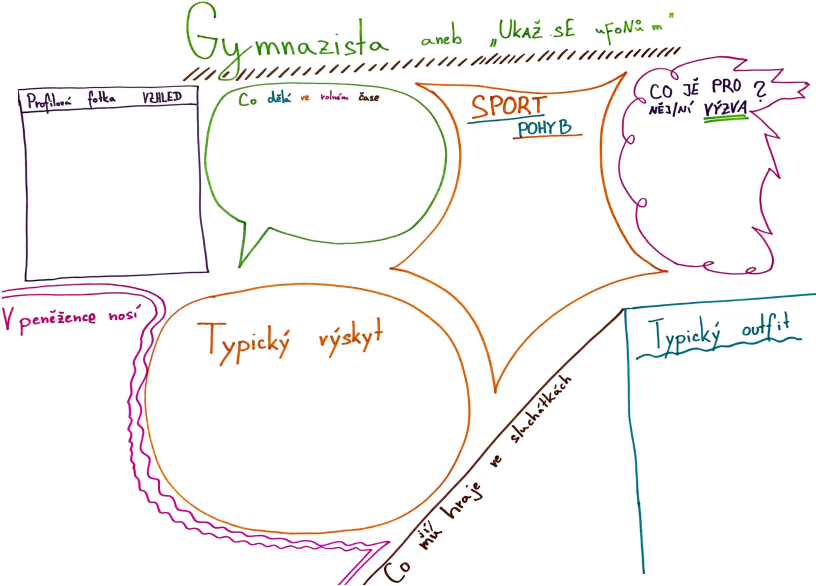 Gymnazista aneb „UKAŽ SE UFONŮM"
Profilová fotka VZHLED
Co dělá ve volném čase
SPORT
POHYB
CO JE PRO
NĚJ/NÍ VÝZVA ?
V peněžence nosí
Typický výskyt
Co jí/mu hraje ve sluchátkách
Typický outfit